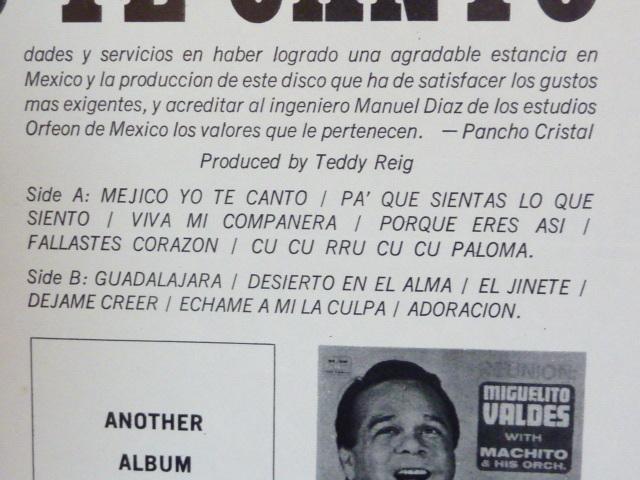 O TE CANTO
dades y servicios en haber logrado una agradable estancia en
Mexico y la produccion de este disco que ha de satisfacer los gustos
mas exigentes, y acreditar al ingeniero Manuel Diaz de los estudios
Orfeon de Mexico los valores que le pertenecen. — Pancho Cristal
Produced by Teddy Reig
Side A: MEJICO YO TE CANTO / PA' QUE SIENTAS LO QUE
SIENTO / VIVA MI COMPANERA / PORQUE ERES ASI /
FALLASTES CORAZON / CU CU RRU CU CU PALOMA.
Side B: GUADALAJARA / DESIERTO EN EL ALMA / EL JINETE /
DEJAME CREER / ECHAME A MI LA CULPA / ADORACION.
ANOTHER
ALBUM
REUNION:
MIGUELITO
VALDES
WITH
MACHITO
& HIS ORCH.